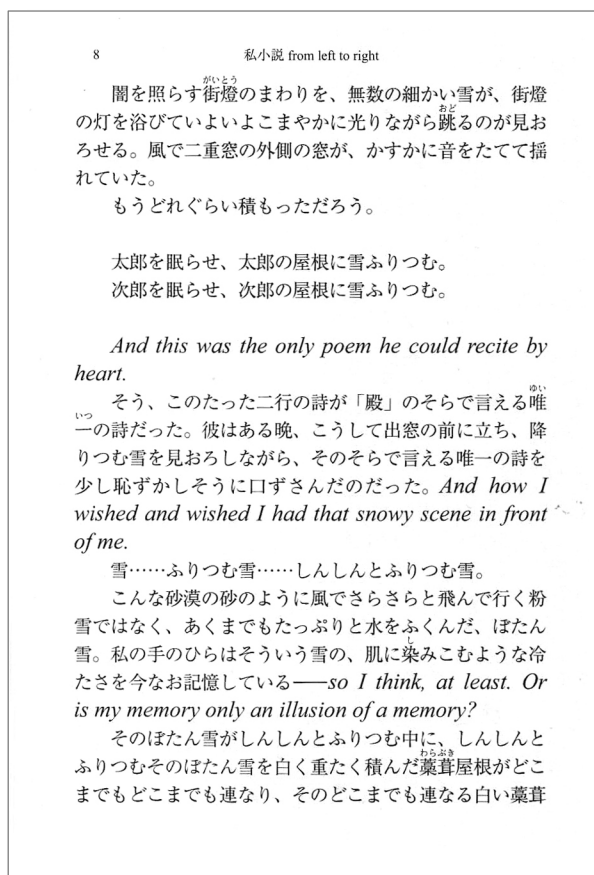 8
私小説 from left to right
闇を照らす街燈のまわりを、無数の細かい雪が、街燈
の灯を浴びていよいよこまやかに光りながら跳るのが見お
ろせる。風で二重窓の外側の窓が、かすかに音をたてて揺
れていた。
もうどれぐらい積もっただろう。
太郎を眠らせ、太郎の屋根に雪ふりつむ。
次郎を眠らせ、次郎の屋根に雪ふりつむ。
And this was the only poem he could recite by
heart.
そう、このたった二行の詩が「殿」のそらで言える唯
一の詩だった。彼はある晩、こうして出窓の前に立ち、降
りつむ雪を見おろしながら、そのそらで言える唯一の詩を
少し恥ずかしそうに口ずさんだのだった。And how I
wished and wished I had that snowy scene in front
of me.
雪……ふりつむ雪……しんしんとふりつむ雪。
こんな砂漠の砂のように風でさらさらと飛んで行く粉
雪ではなく、あくまでもたっぷりと水をふくんだ、ぼたん
雪。私の手のひらはそういう雪の、肌に染みこむような冷
たさを今なお記憶している——so I think, at least. Or
is my memory only an illusion of a memory?
そのぼたん雪がしんしんとふりつむ中に、しんしんと
ふりつむそのぼたん雪を白く重たく積んだ藁葺屋根がどこ
までもどこまでも連なり、そのどこまでも連なる白い藁葺